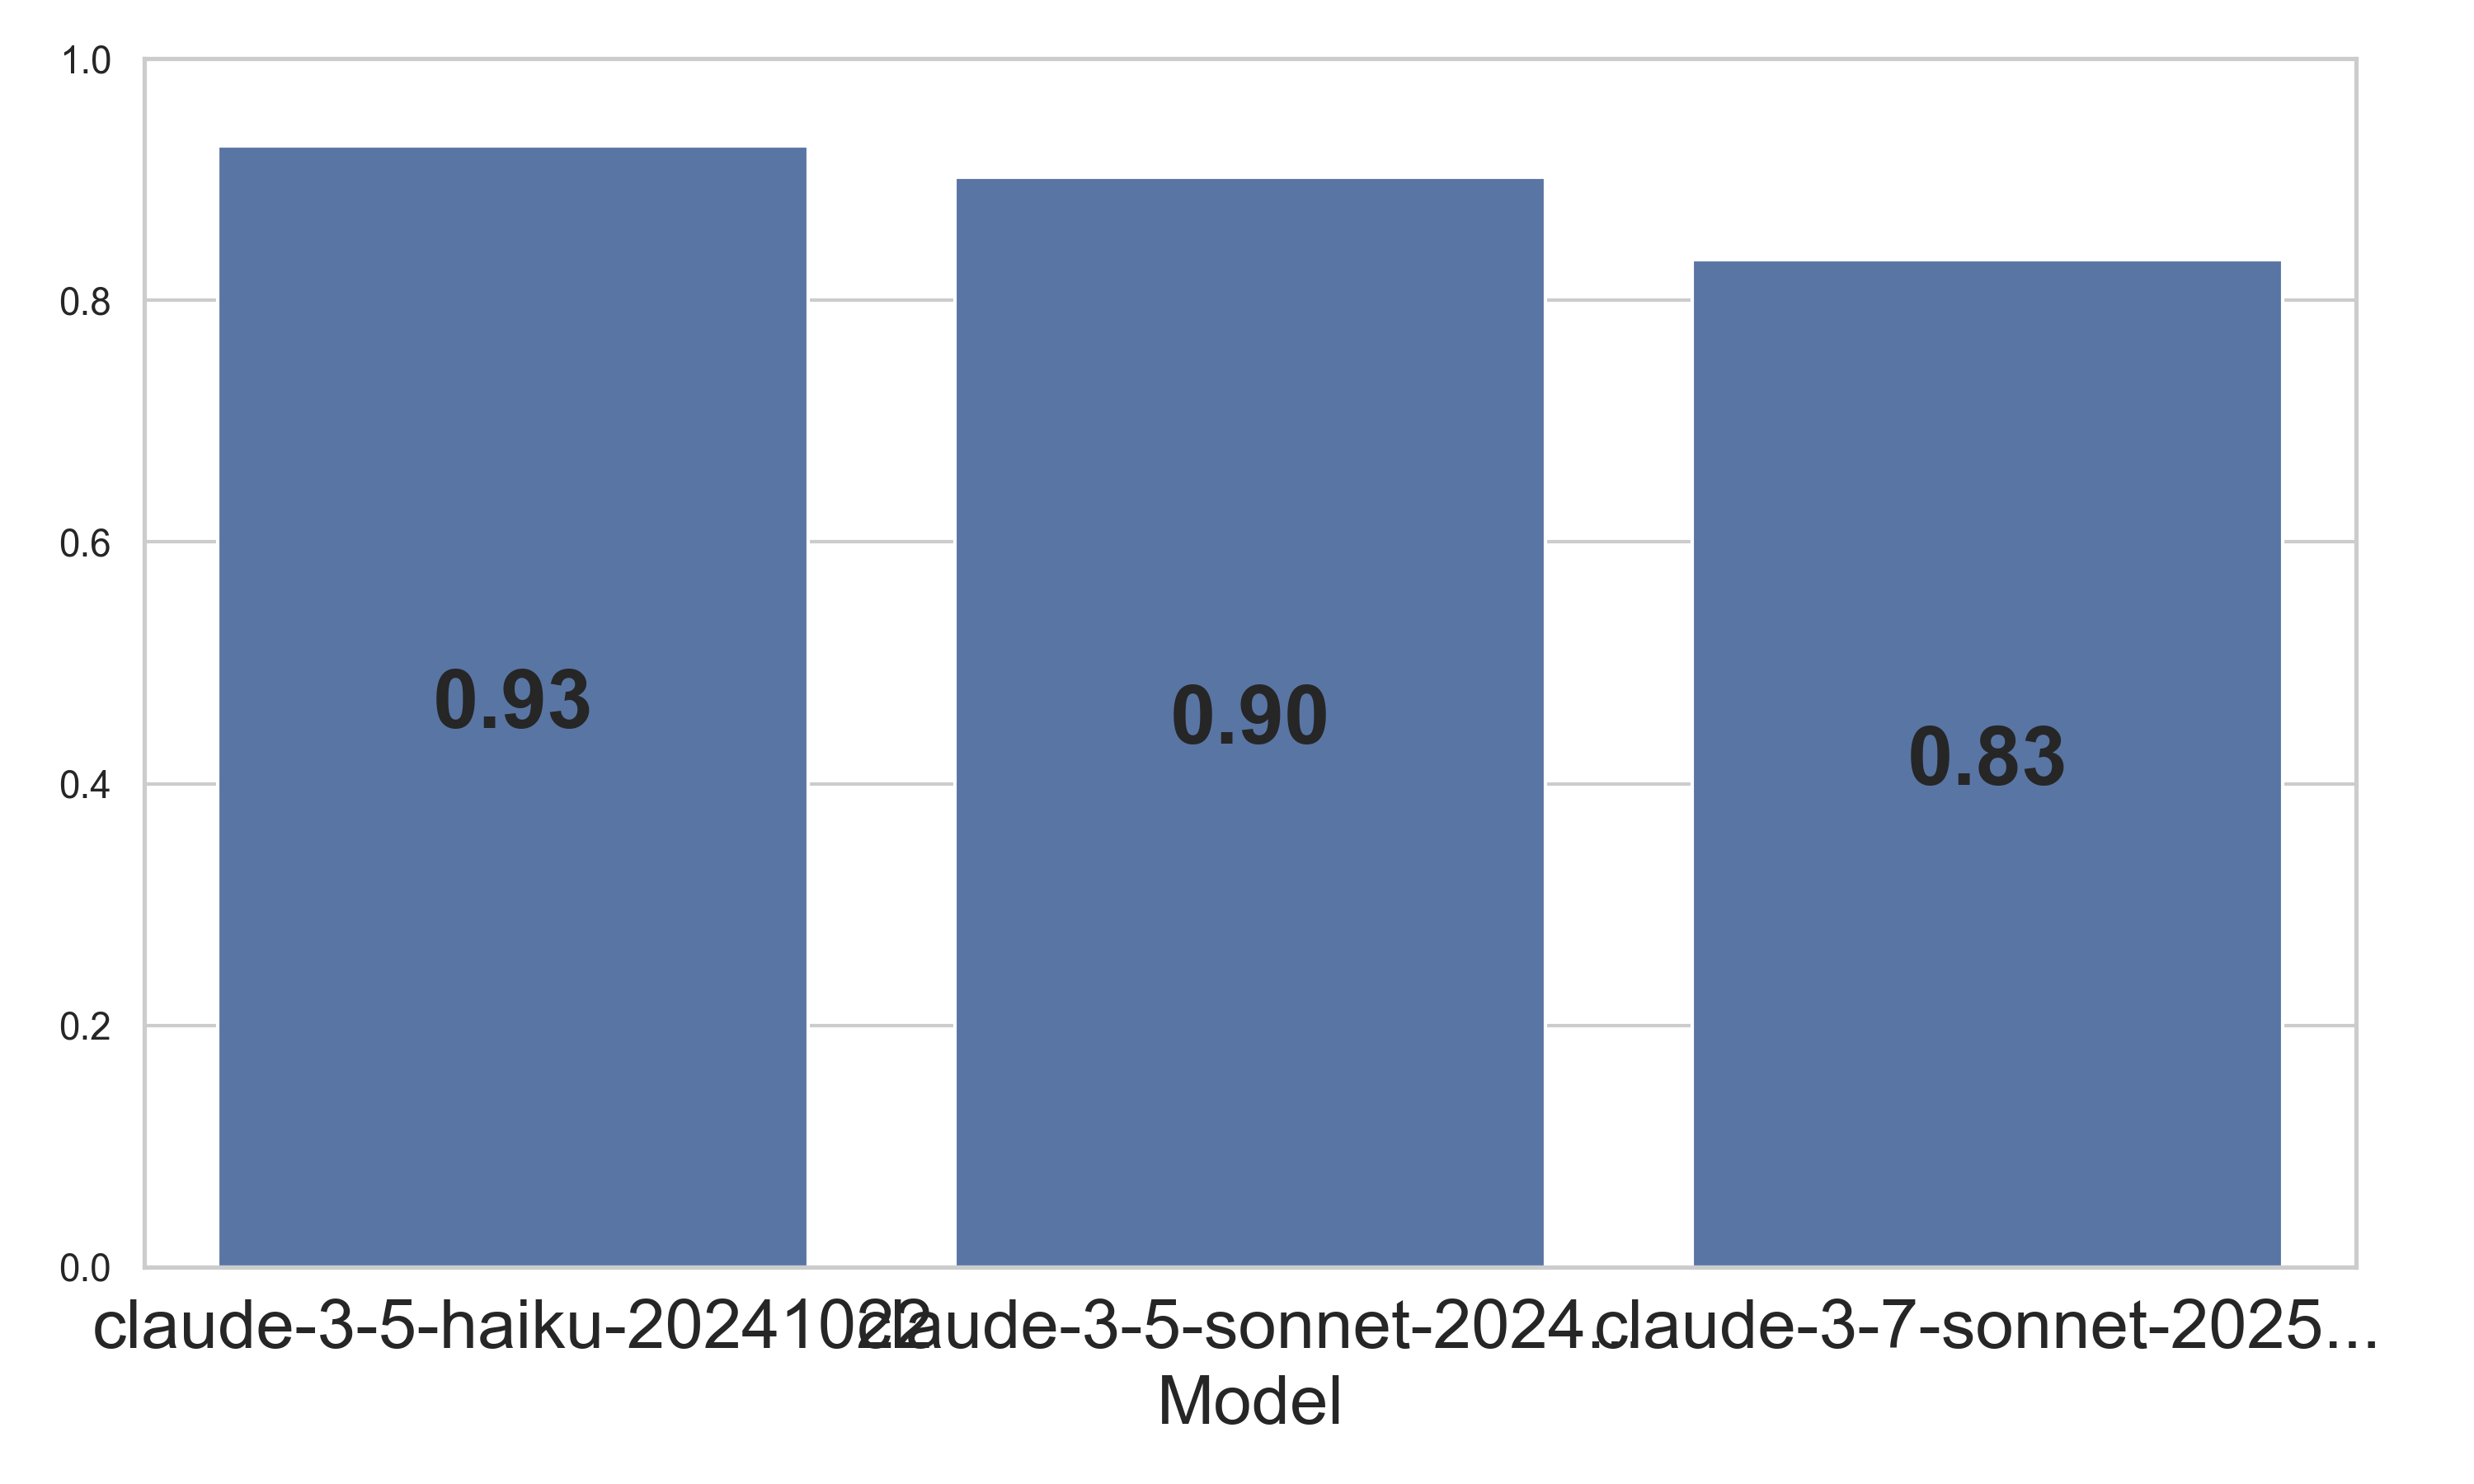 1.0
0.8
0.6
0.4
0.2
0.0
0.93
0.90
0.83
claude-3-5-haiku-20241022
claude-3-5-sonnet-2024...
claude-3-7-sonnet-2025...
Model